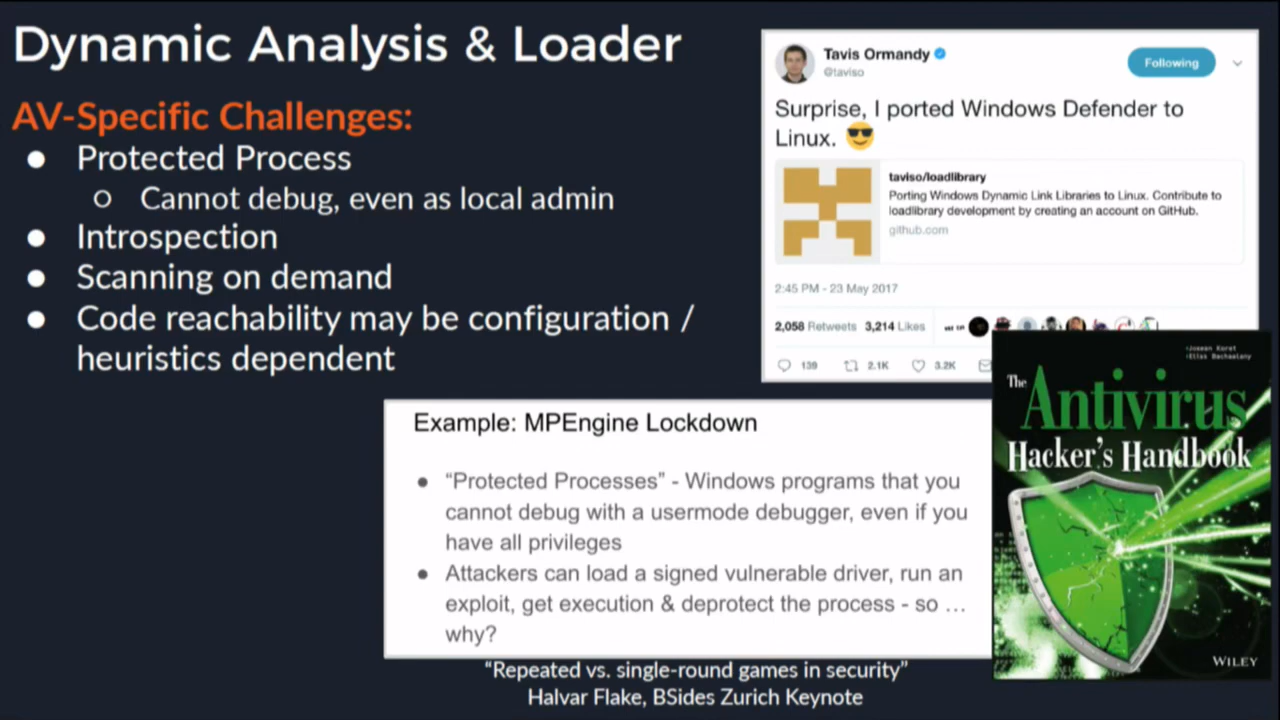 Dynamic Analysis & Loader
AV-Specific Challenges:
● Protected Process
○ Cannot debug, even as local admin
● Introspection
● Scanning on demand
● Code reachability may be configuration /
heuristics dependent
Tavis Ormandy
@taviso
Following
Surprise, I ported Windows Defender to
Linux. 😎
taviso/loadlibrary
Porting Windows Dynamic Link Libraries to Linux. Contribute to
loadlibrary development by creating an account on GitHub.
github.com
2:45 PM - 23 May 2017
2,058 Retweets 3,214 Likes
139 2.1K 3.2K
Joxean Koret
Elias Bachaalany
The
Antivirus
Hacker's Handbook
WILEY
Example: MPEngine Lockdown
● “Protected Processes” - Windows programs that you
cannot debug with a usermode debugger, even if you
have all privileges
● Attackers can load a signed vulnerable driver, run an
exploit, get execution & deprotect the process - so …
why?
“Repeated vs. single-round games in security”
Halvar Flake, BSides Zurich Keynote